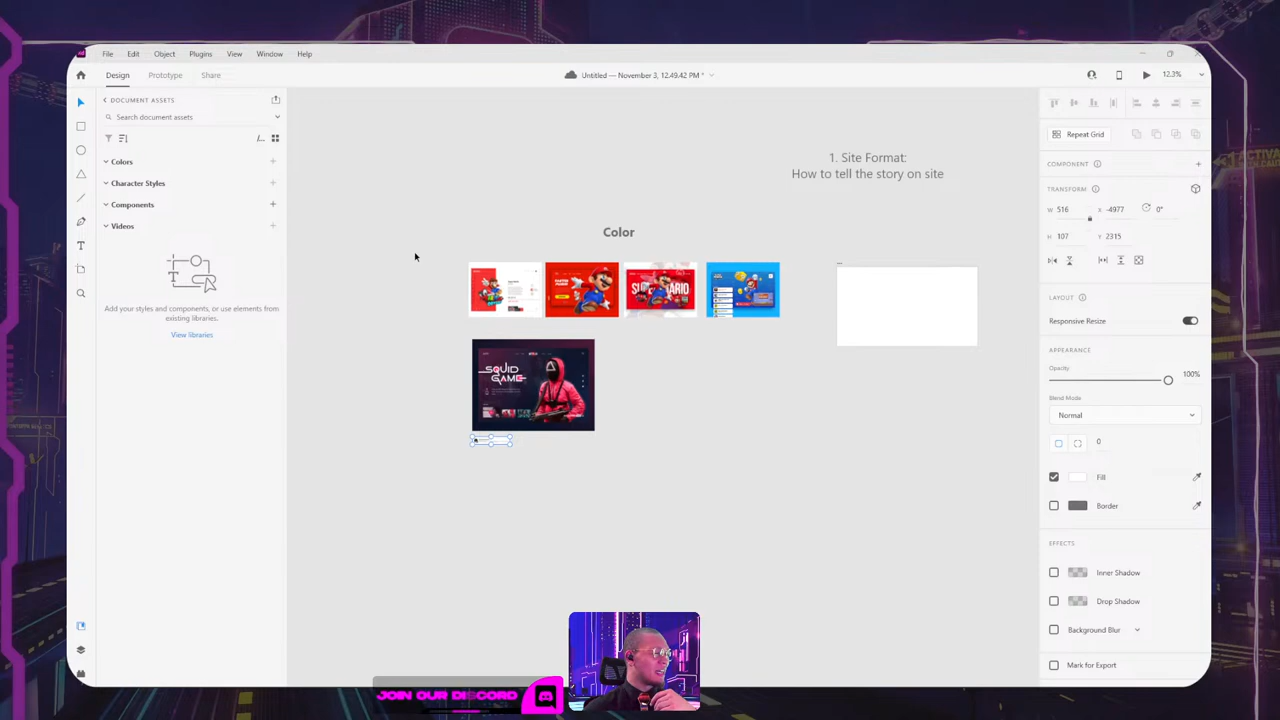 File Edit Object Plugins View Window Help
Design Prototype Share
Untitled — November 3, 12.49.42 PM *
12.3%
DOCUMENT ASSETS
Search document assets
Colors
Character Styles
Components
Videos
Add your styles and components, or use elements from
existing libraries.
View libraries
1. Site Format:
How to tell the story on site
Color
SUPER MARIO
SQUID
GAME
Repeat Grid
COMPONENT
TRANSFORM
W 516 X -4977 0°
H 107 Y 2315
LAYOUT
Responsive Resize
APPEARANCE
Opacity
100%
Blend Mode
Normal
0
Fill
Border
EFFECTS
Inner Shadow
Drop Shadow
Background Blur
Mark for Export
JOIN OUR DISCORD